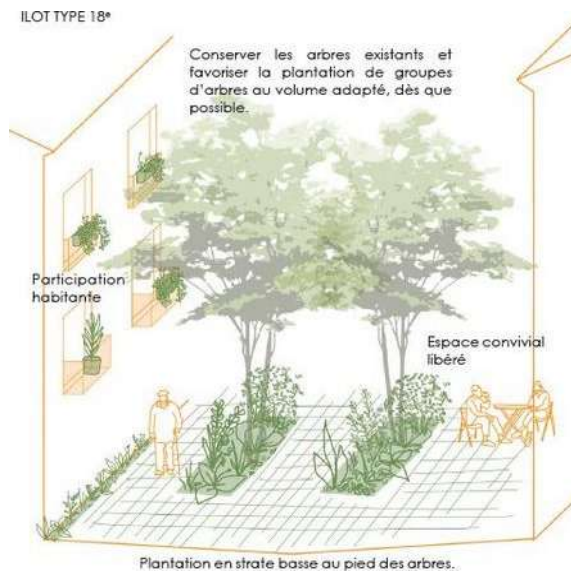 ILOT TYPE 18e
Conserver les arbres existants et
favoriser la plantation de groupes
d'arbres au volume adapté, dès que
possible.
Participation
habitante
Espace convivial
libéré
Plantation en strate basse au pied des arbres.